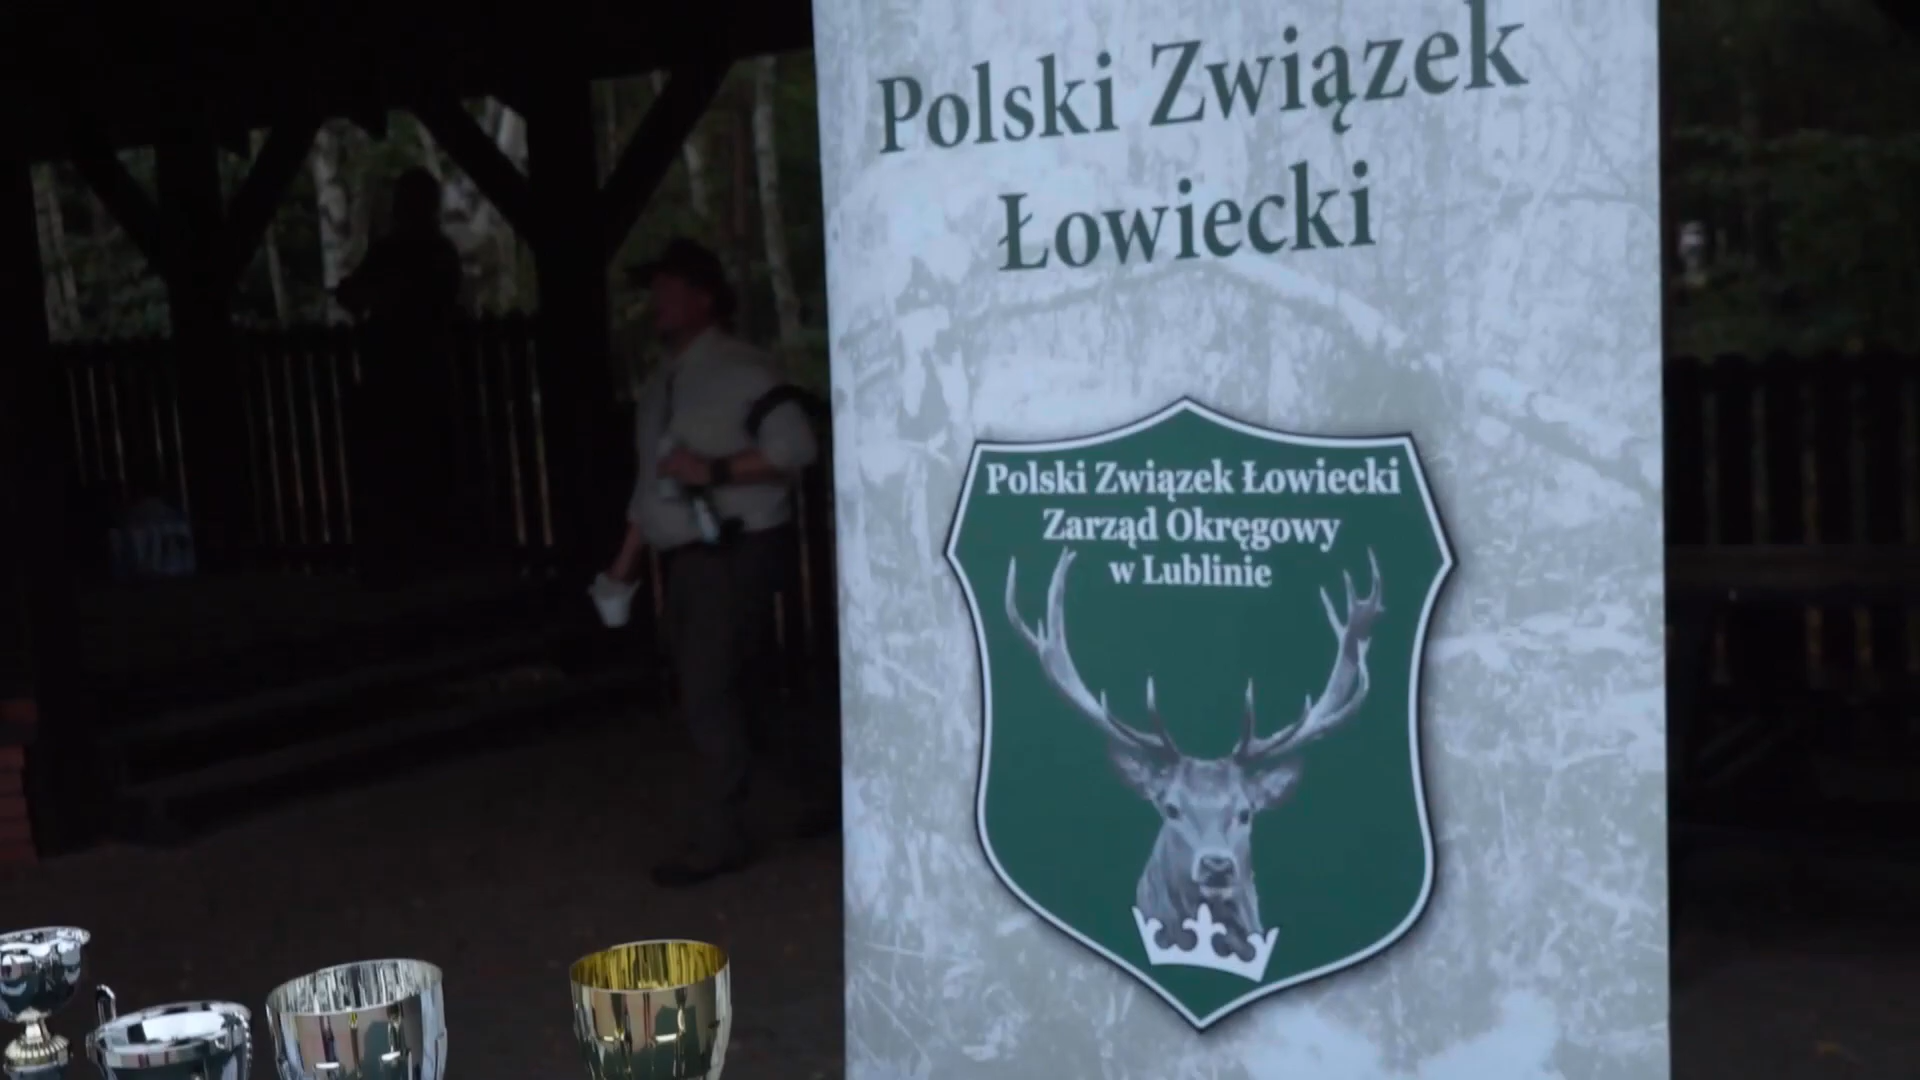 Polski Związek
Łowiecki
Polski Związek Łowiecki
Zarząd Okręgowy
w Lublinie